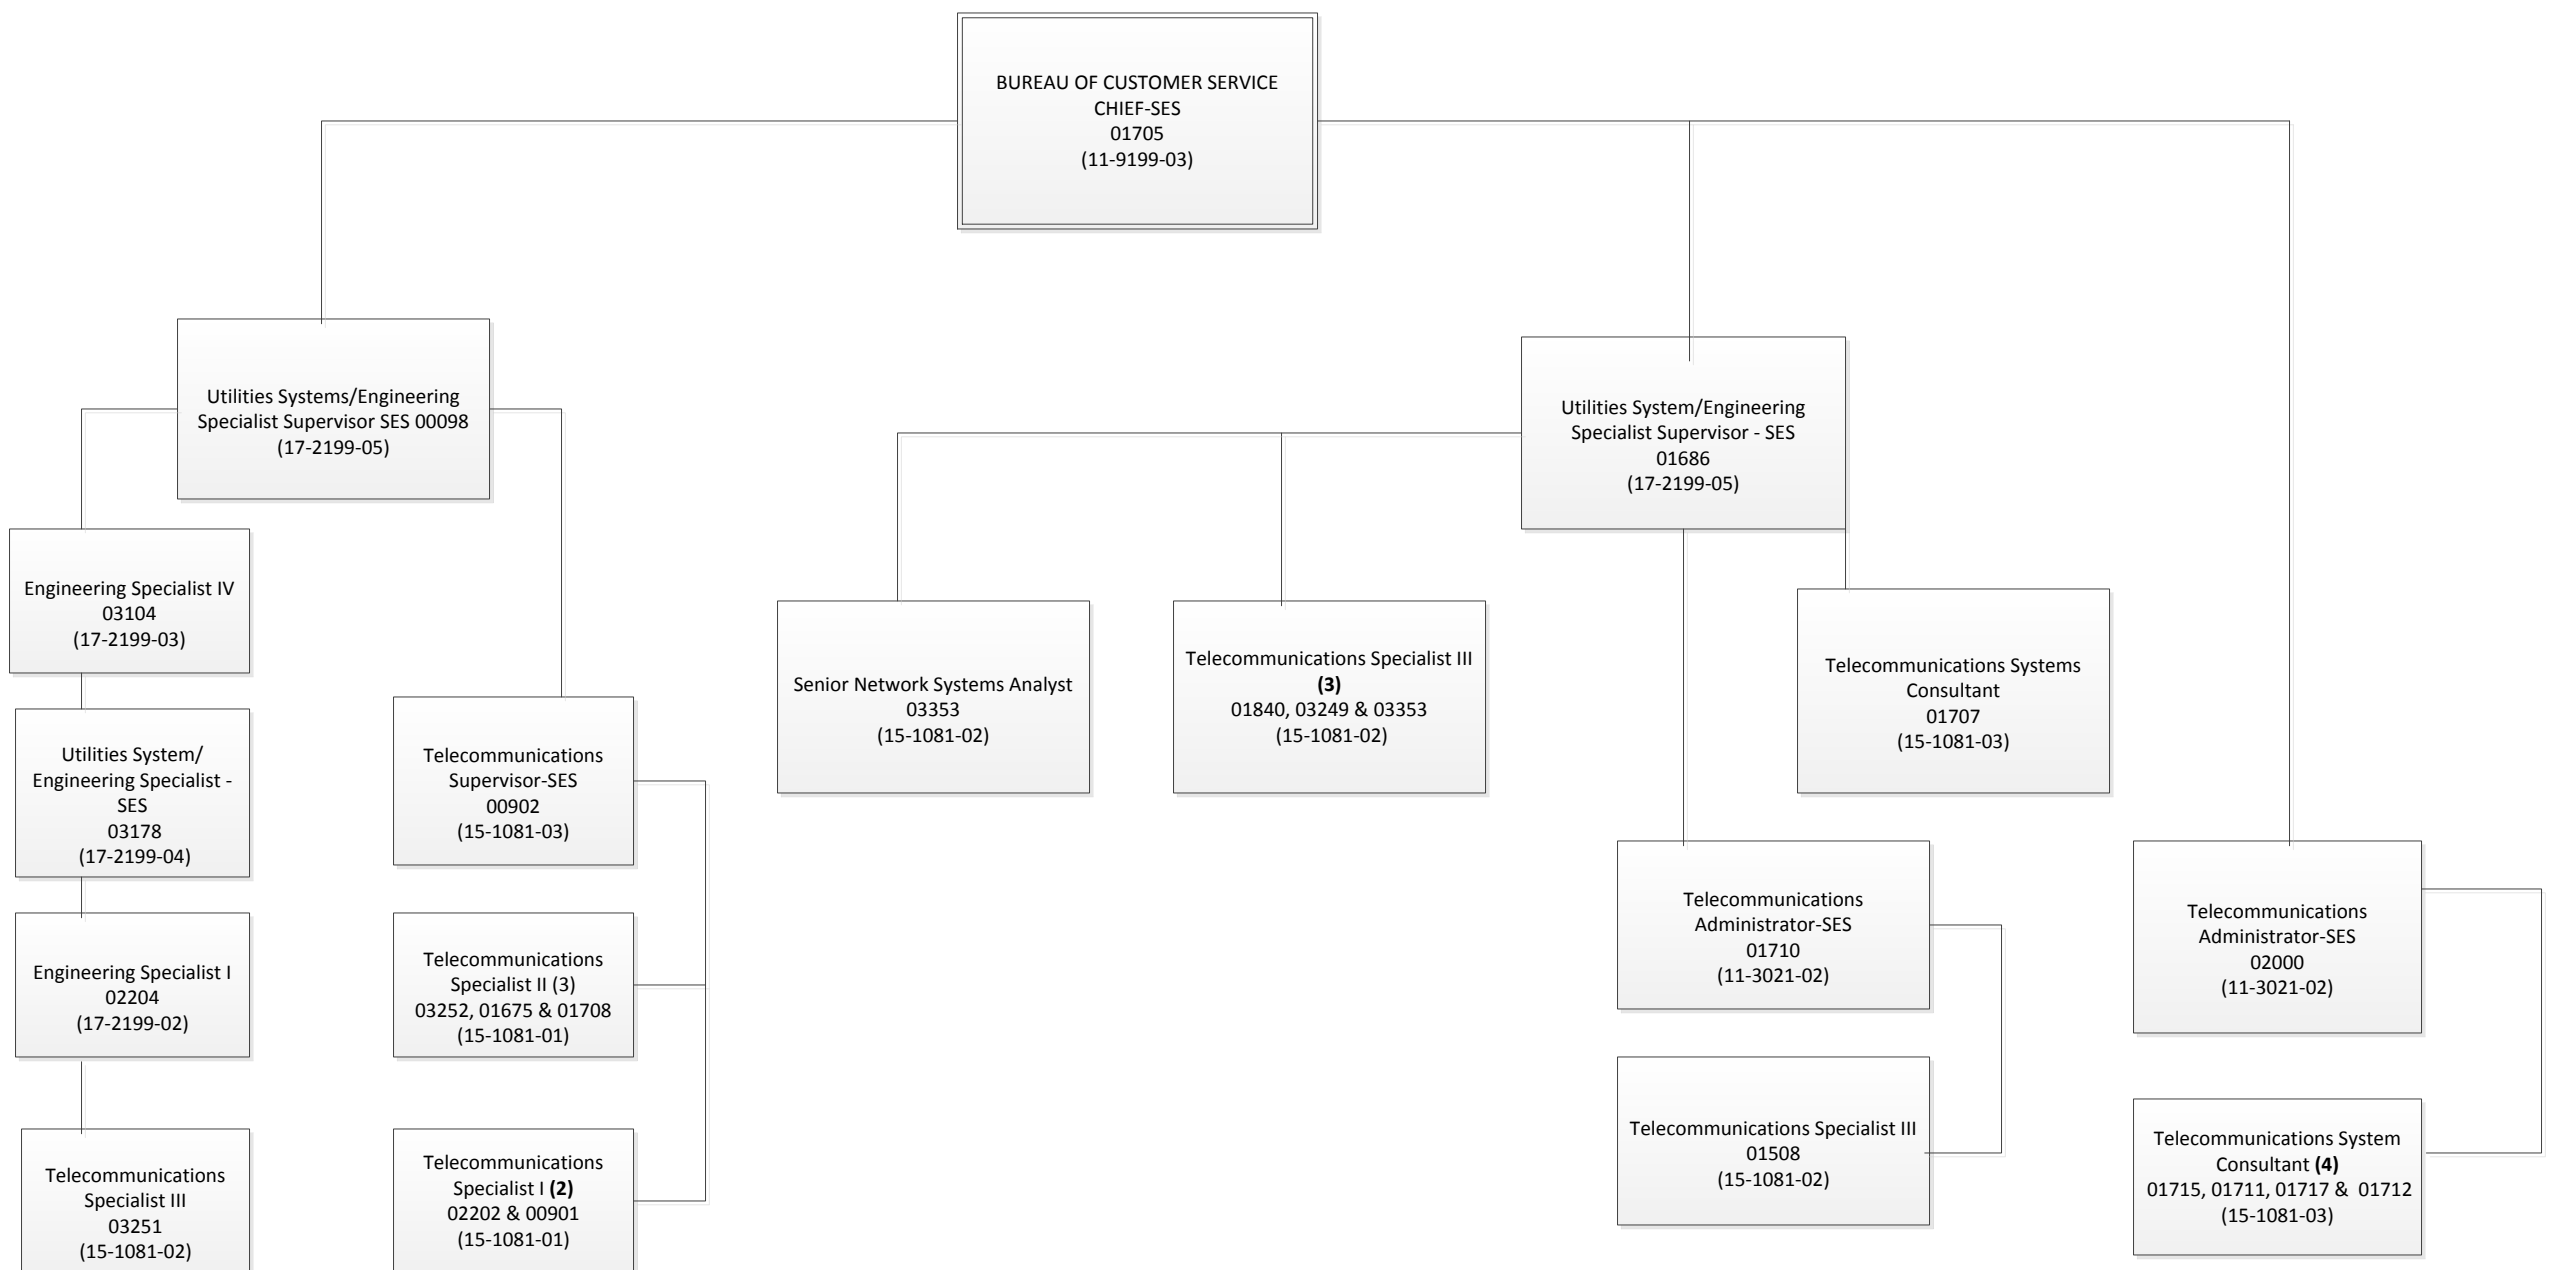 BUREAU OF CUSTOMER SERVICE
CHIEF-SES
01705
(11-9199-03)
Utilities Systems/Engineering
Specialist Supervisor SES 00098
(17-2199-05)
Utilities System/Engineering
Specialist Supervisor - SES
01686
(17-2199-05)
Engineering Specialist IV
03104
(17-2199-03)
Utilities System/
Engineering Specialist -
SES
03178
(17-2199-04)
Engineering Specialist I
02204
(17-2199-02)
Telecommunications
Specialist III
03251
(15-1081-02)
Telecommunications
Supervisor-SES
00902
(15-1081-03)
Telecommunications
Specialist II (3)
03252, 01675 & 01708
(15-1081-01)
Telecommunications
Specialist I (2)
02202 & 00901
(15-1081-01)
Senior Network Systems Analyst
03353
(15-1081-02)
Telecommunications Specialist III
(3)
01840, 03249 & 03353
(15-1081-02)
Telecommunications Systems
Consultant
01707
(15-1081-03)
Telecommunications
Administrator-SES
01710
(11-3021-02)
Telecommunications Specialist III
01508
(15-1081-02)
Telecommunications
Administrator-SES
02000
(11-3021-02)
Telecommunications System
Consultant (4)
01715, 01711, 01717 &  01712
(15-1081-03)